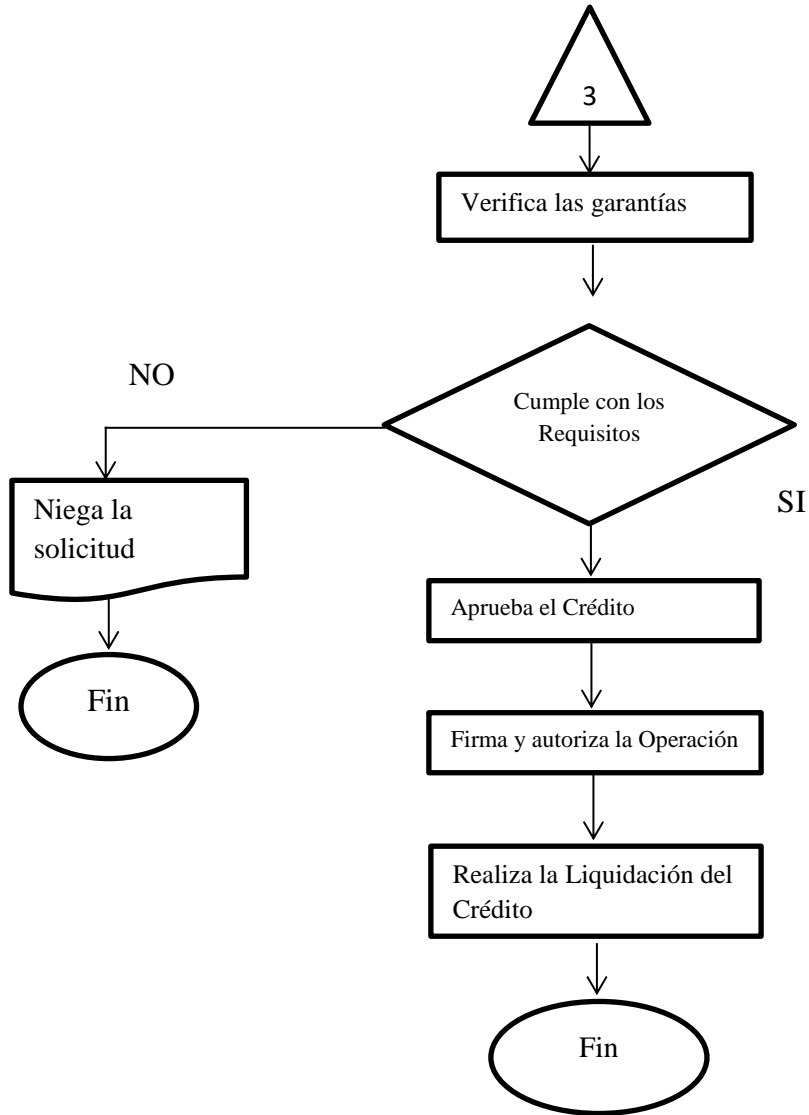 3
Verifica las garantías
NO
Cumple con los
Requisitos
SI
Niega la
solicitud
Aprueba el Crédito
Fin
Firma y autoriza la Operación
Realiza la Liquidación del
Crédito
Fin